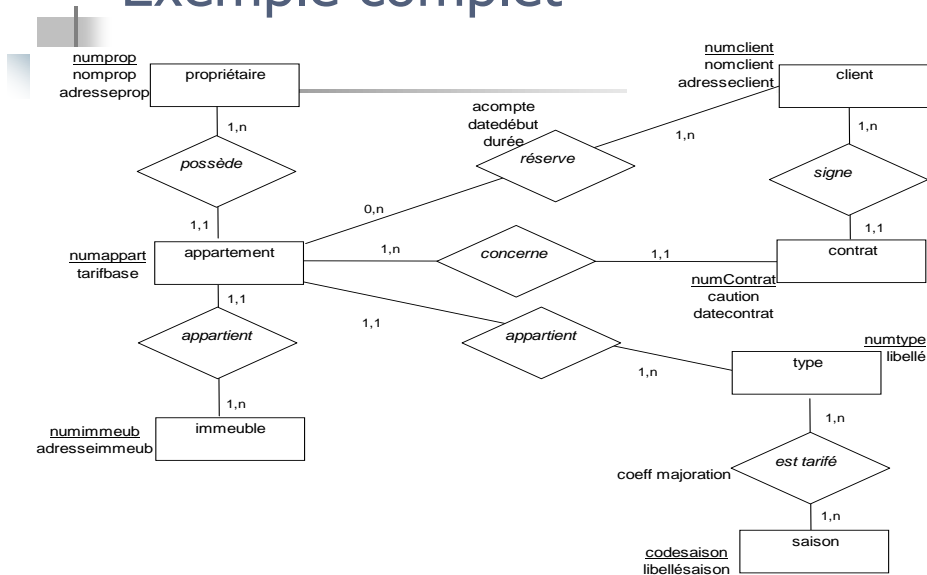 Exemple complet
numprop
nomprop
adresseprop
propriétaire
numclient
nomclient
adresseclient
client
acompte
datedébut
durée
1,n
1,n
1,n
possède
réserve
signe
0,n
1,1
1,1
numappart
tarifbase
appartement
1,n
concerne
1,1
contrat
numContrat
caution
datecontrat
1,1
1,1
appartient
appartient
1,n
type
numtype
libellé
1,n
1,n
numimmeub
adresseimmeub
immeuble
coeff majoration
est tarifé
1,n
codesaison
libellésaison
saison